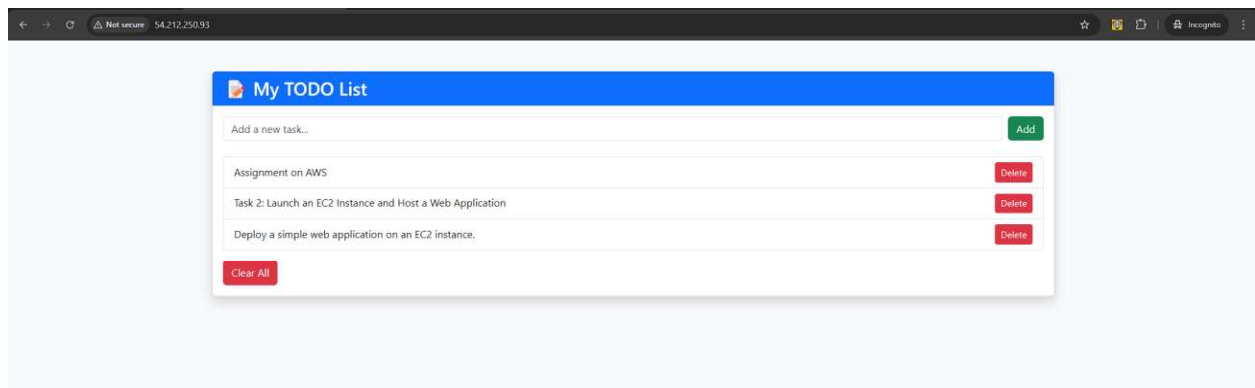 Not secure 54.212.250.93 Incognito
My TODO List
Add a new task... Add
Assignment on AWS Delete
Task 2: Launch an EC2 Instance and Host a Web Application Delete
Deploy a simple web application on an EC2 instance. Delete
Clear All